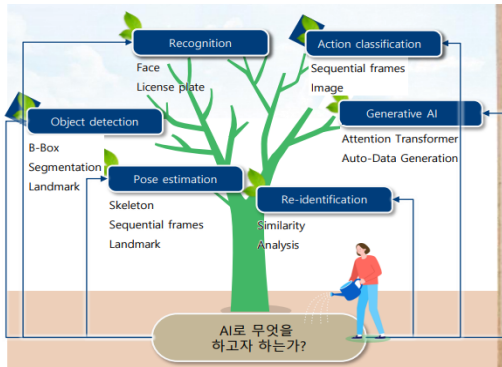 Recognition
Face
License plate
Action classification
Sequential frames
Image
Object detection
B-Box
Segmentation
Landmark
Generative AI
Attention Transformer
Auto-Data Generation
Pose estimation
Skeleton
Sequential frames
Landmark
Re-identification
Similarity
Analysis
AI로 무엇을
하고자 하는가?